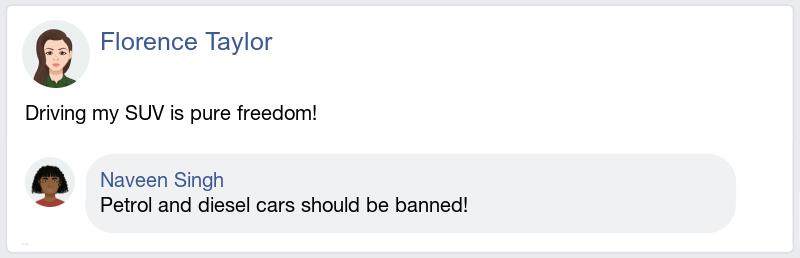 Florence Taylor
Driving my SUV is pure freedom!
Naveen Singh
Petrol and diesel cars should be banned!